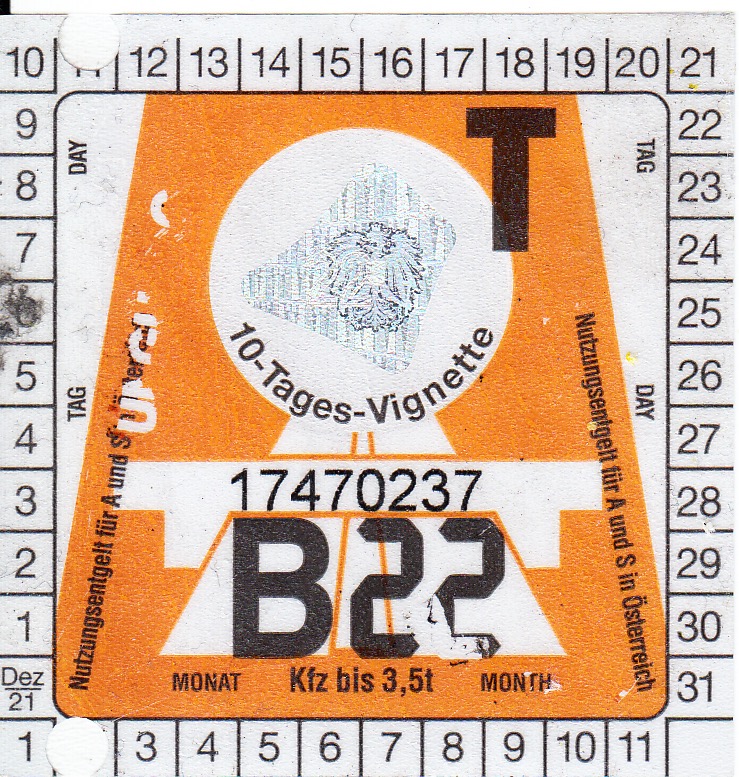 10 12 13 14 15 16 17 18 19 20 21
9 22
8 23
7 24
25
5 26
4 27
3 28
2 29
1 30
Dez 21 31
1 3 4 5 6 7 8 9 10 11
DAY
TAG
T
10-Tages-Vignette
TAG
DAY
Nutzungsentgelt für A und S
Nutzungsentgelt für A und S in Österreich
17470237
B22
MONAT Kfz bis 3,5t MONTH